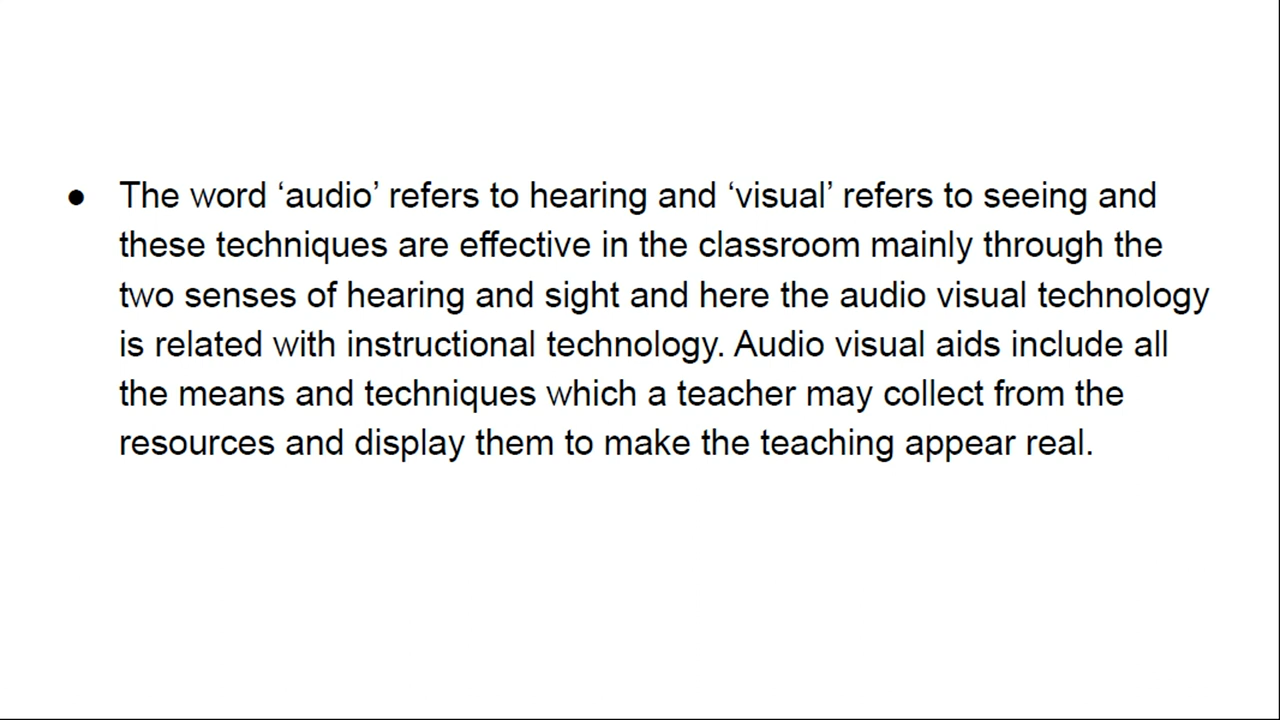 ● The word ‘audio’ refers to hearing and ‘visual’ refers to seeing and
these techniques are effective in the classroom mainly through the
two senses of hearing and sight and here the audio visual technology
is related with instructional technology. Audio visual aids include all
the means and techniques which a teacher may collect from the
resources and display them to make the teaching appear real.